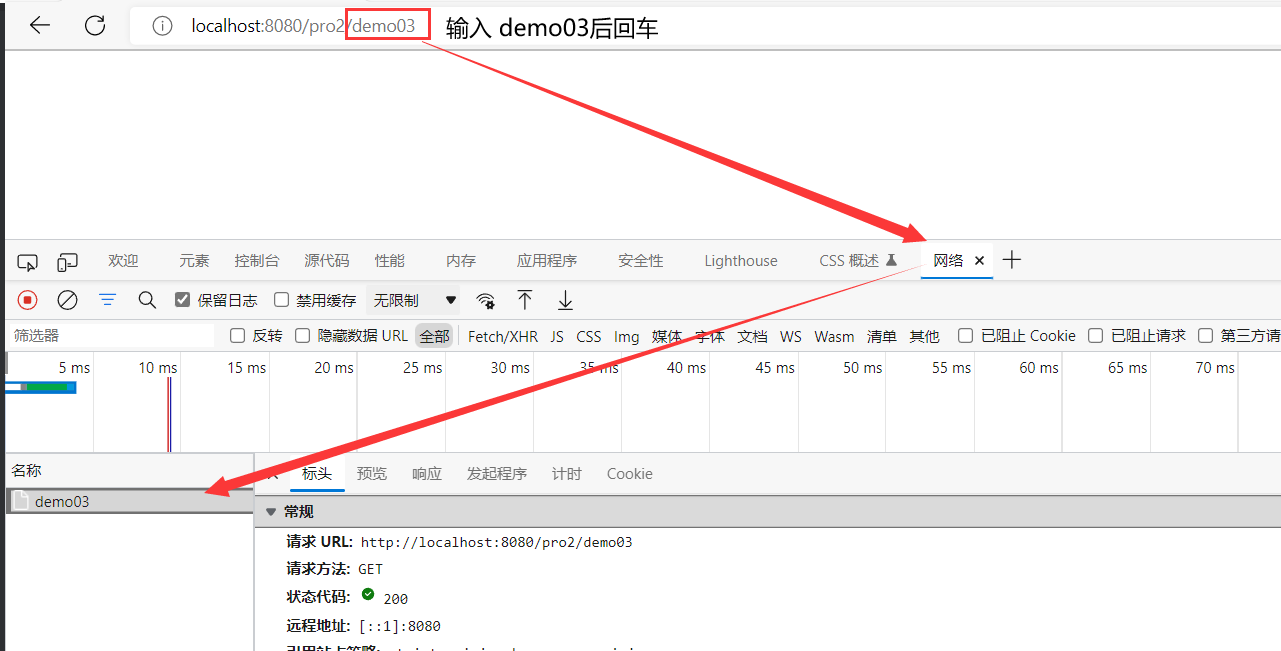 localhost:8080/pro2/demo03 输入 demo03后回车
欢迎 元素 控制台 源代码 性能 内存 应用程序 安全性 Lighthouse CSS 概述 网络
保留日志 禁用缓存 无限制
筛选器 反转 隐藏数据 URL 全部 Fetch/XHR JS CSS Img 媒体 字体 文档 WS Wasm 清单 其他 已阻止 Cookie 已阻止请求 第三方请
5 ms 10 ms 15 ms 20 ms 25 ms 30 ms 35 ms 40 ms 45 ms 50 ms 55 ms 60 ms 65 ms 70 ms
名称 标头 预览 响应 发起程序 计时 Cookie
demo03
常规
请求 URL: http://localhost:8080/pro2/demo03
请求方法: GET
状态代码: 200
远程地址: [::1]:8080